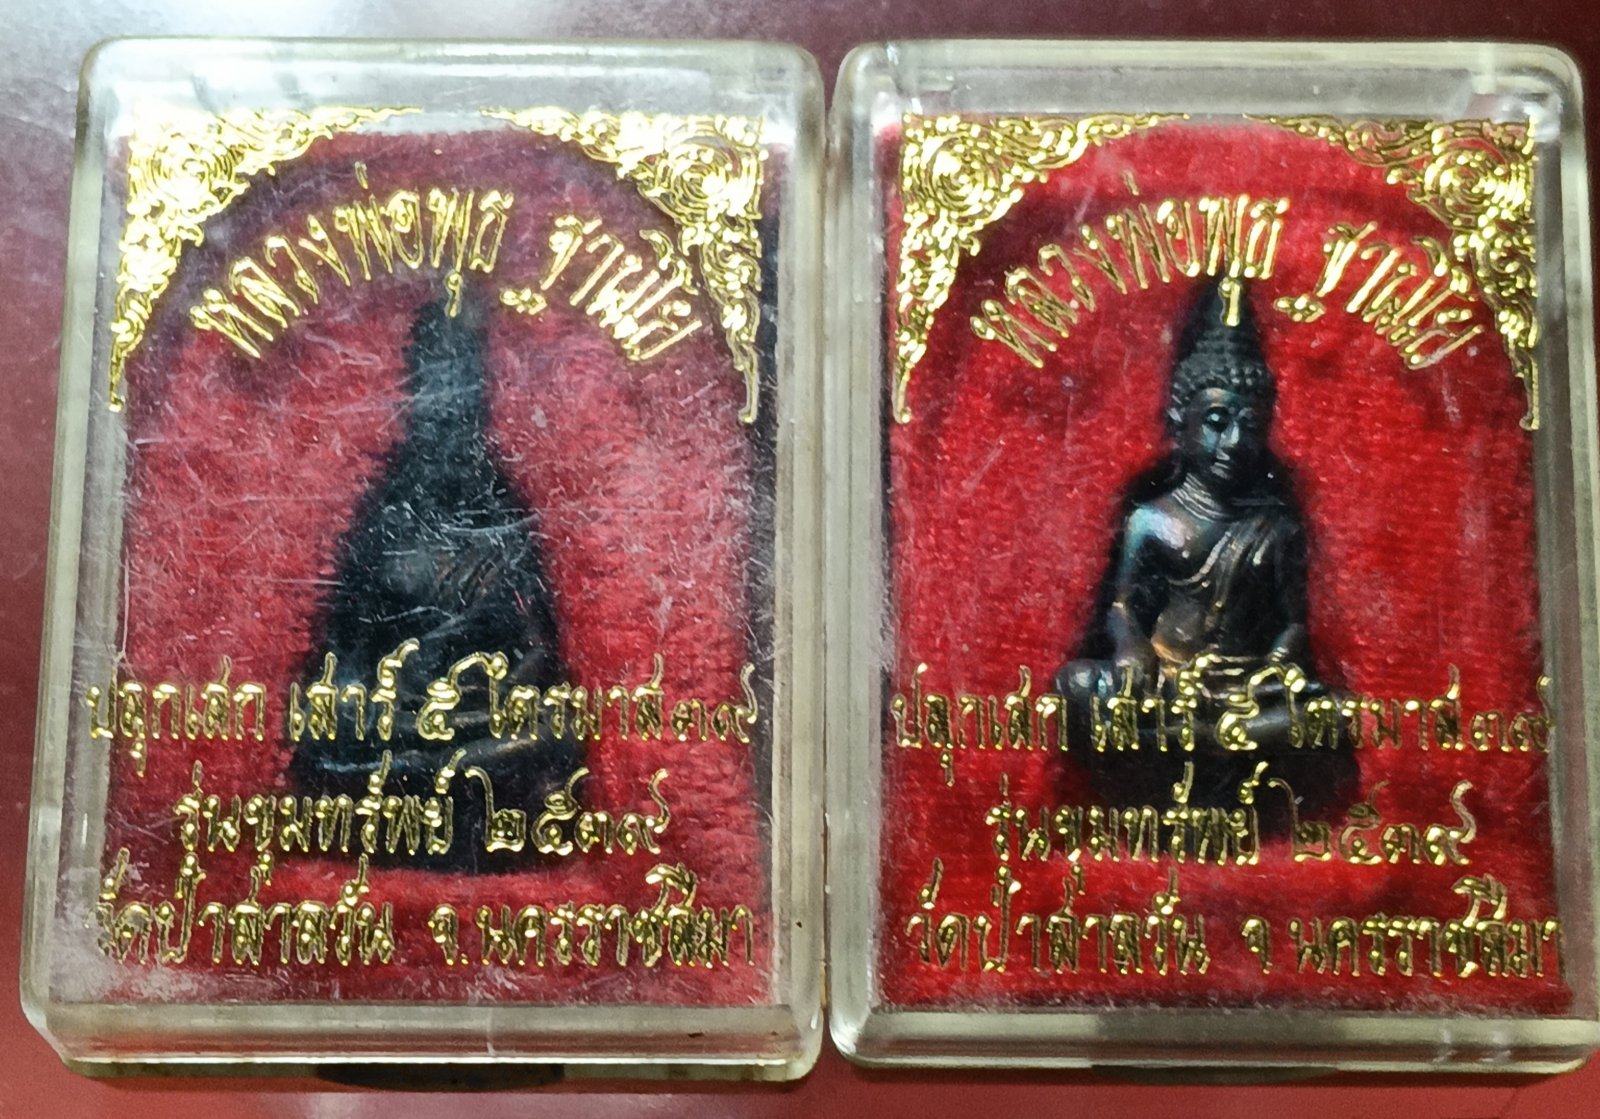 หลวงพ่อพุธ ฐานิโย
ปลุกเสก เสาร์ ๕ ไตรมาส๓๙
รุ่นขุมทรัพย์ ๒๕๓๙
วัดป่าสาลวัน จ.นครราชสีมา
หลวงพ่อพุธ ฐานิโย
ปลุกเสก เสาร์ ๕ ไตรมาส๓๙
รุ่นขุมทรัพย์ ๒๕๓๙
วัดป่าสาลวัน จ.นครราชสีมา